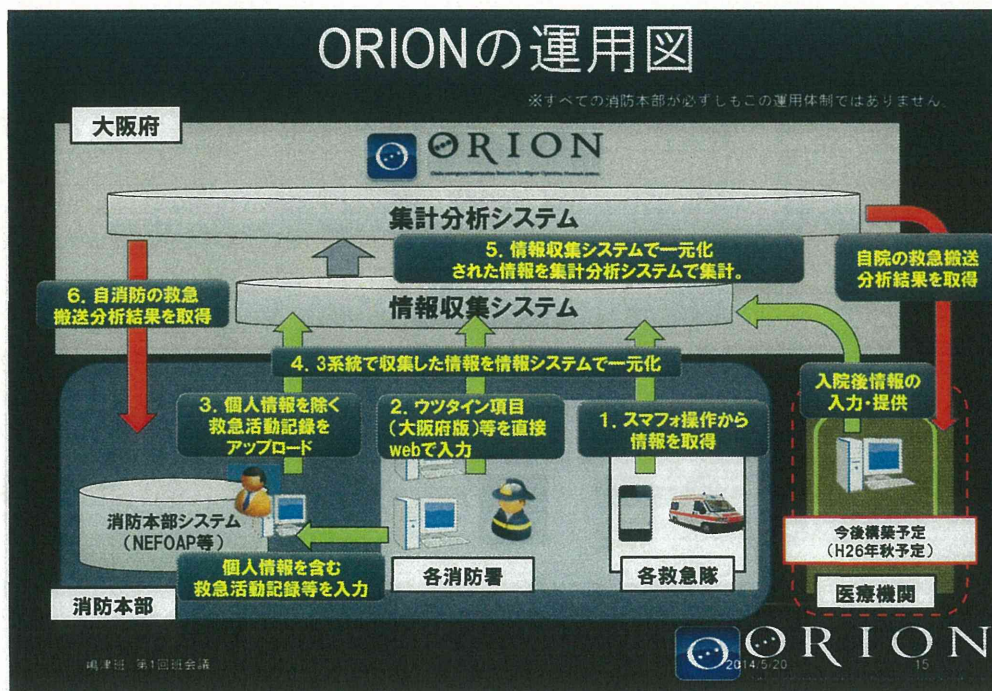 ORIONの運用図
※すべての消防本部が必ずしもこの運用体制ではありません。
大阪府
ORION
集計分析システム
5. 情報収集システムで一元化
された情報を集計分析システムで集計。
自院の救急搬送
分析結果を取得
6. 自消防の救急
搬送分析結果を取得
情報収集システム
4. 3系統で収集した情報を情報システムで一元化
3. 個人情報を除く
救急活動記録を
アップロード
2. ウツタイン項目
(大阪府版)等を直接
webで入力
1. スマフォ操作から
情報を取得
入院後情報の
入力・提供
消防本部システム
(NEFOAP等)
個人情報を含む
救急活動記録等を入力
各消防署
各救急隊
今後構築予定
(H26年秋予定)
医療機関
消防本部
嶋津班 第1回班会議
ORION
2014/5/20
15